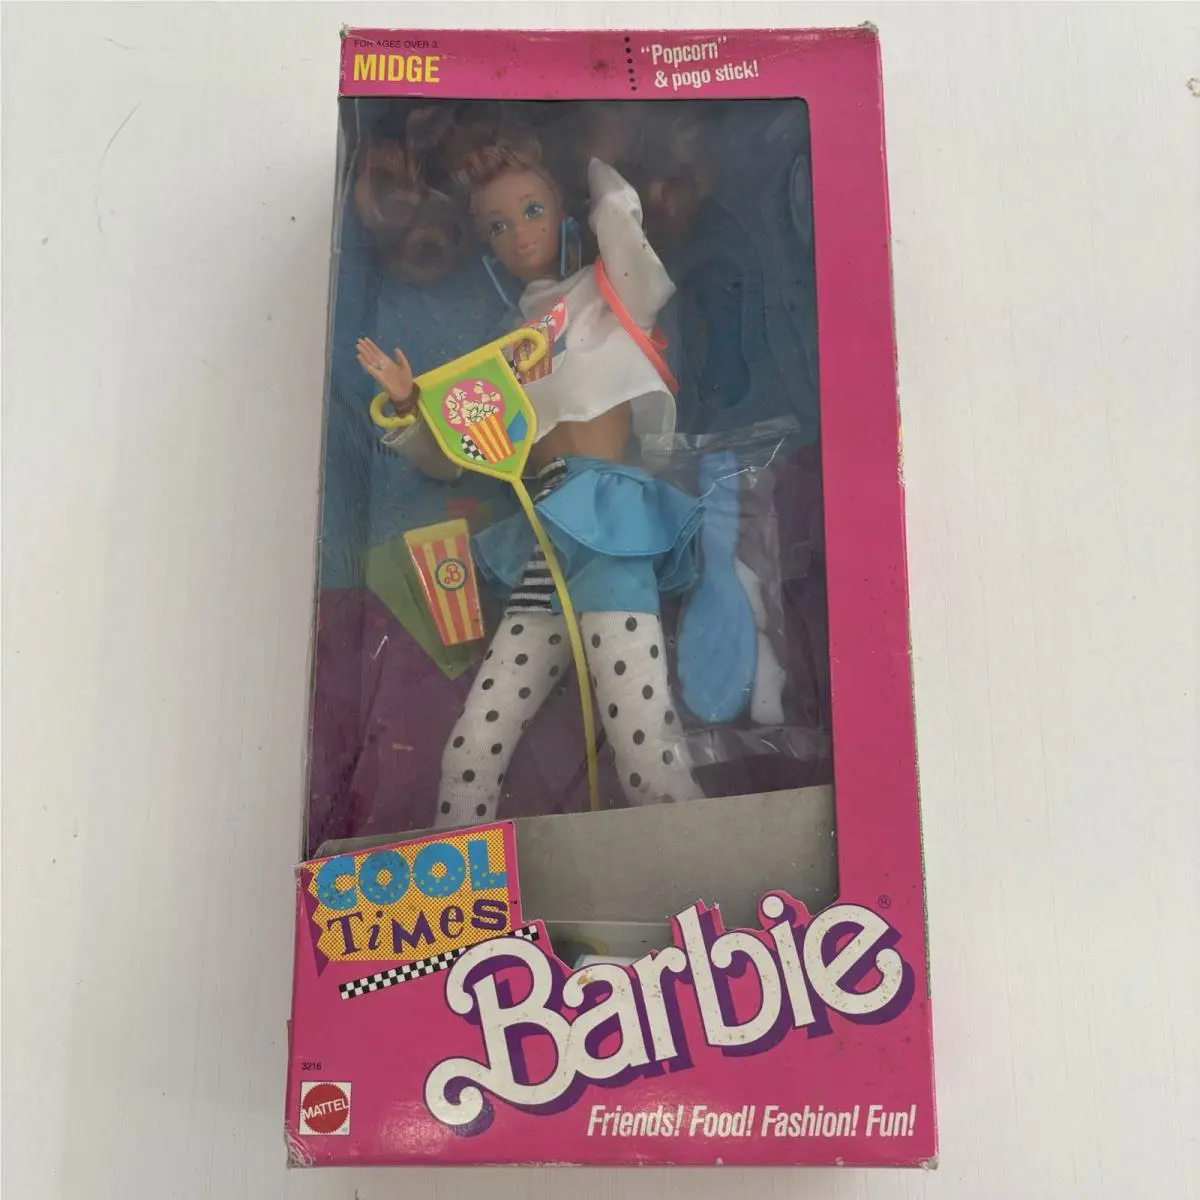 FOR AGES OVER 3
MIDGE
"Popcorn"
& pogo stick!
B
COOL
TiMeS
Barbie®
3216
MATTEL
Friends! Food! Fashion! Fun!